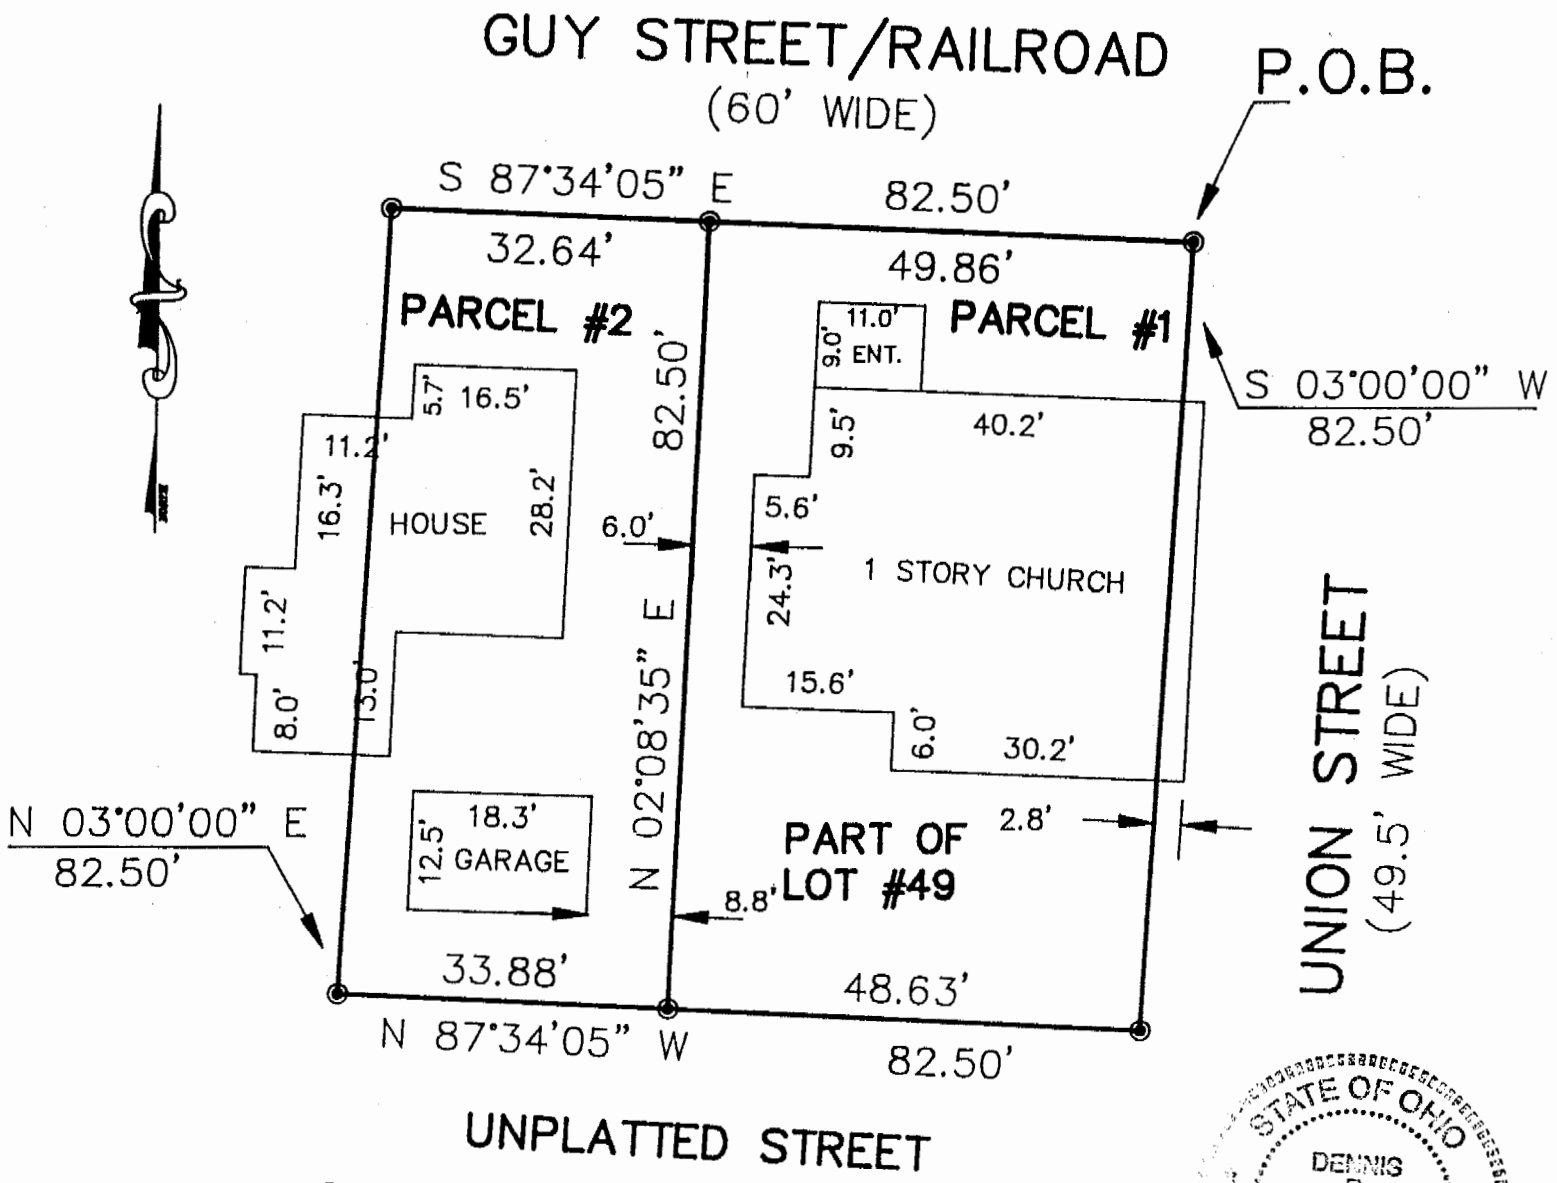 GUY STREET/RAILROAD
P.O.B.
(60' WIDE)
S 87°34'05" E
82.50'
32.64'
49.86'
PARCEL #2
PARCEL #1
11.0'
9.0'
ENT.
82.50'
S 03°00'00" W
82.50'
5.7'
16.5'
9.5'
40.2'
11.2'
16.3'
HOUSE
28.2'
6.0'
5.6'
24.3'
1 STORY CHURCH
11.2'
8.0'
13.0'
15.6'
6.0'
30.2'
N 02°08'35" E
UNION STREET
(49.5' WIDE)
N 03°00'00" E
82.50'
18.3'
12.5'
GARAGE
2.8'
PART OF
LOT #49
8.8'
33.88'
48.63'
N 87°34'05" W
82.50'
UNPLATTED STREET
STATE OF OHIO
DENNIS